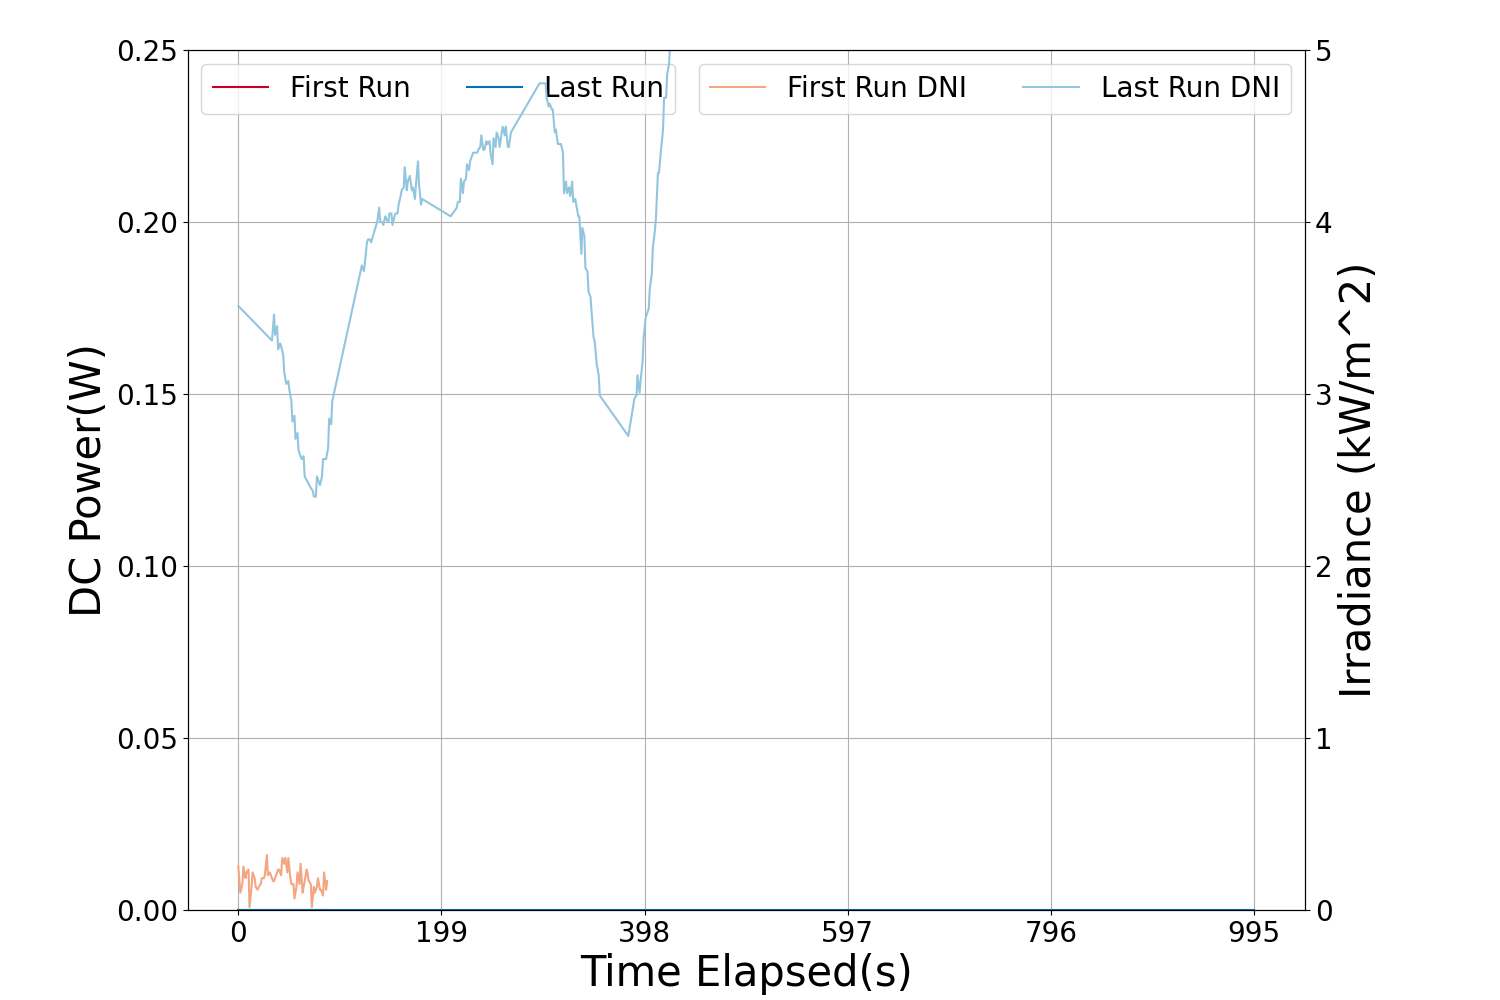 First Run
Last Run
First Run DNI
Last Run DNI
DC Power(W)
0.25
0.20
0.15
0.10
0.05
0.00
5
4
3
2
1
0
Irradiance (kW/m^2)
0 199 398 597 796 995
Time Elapsed(s)